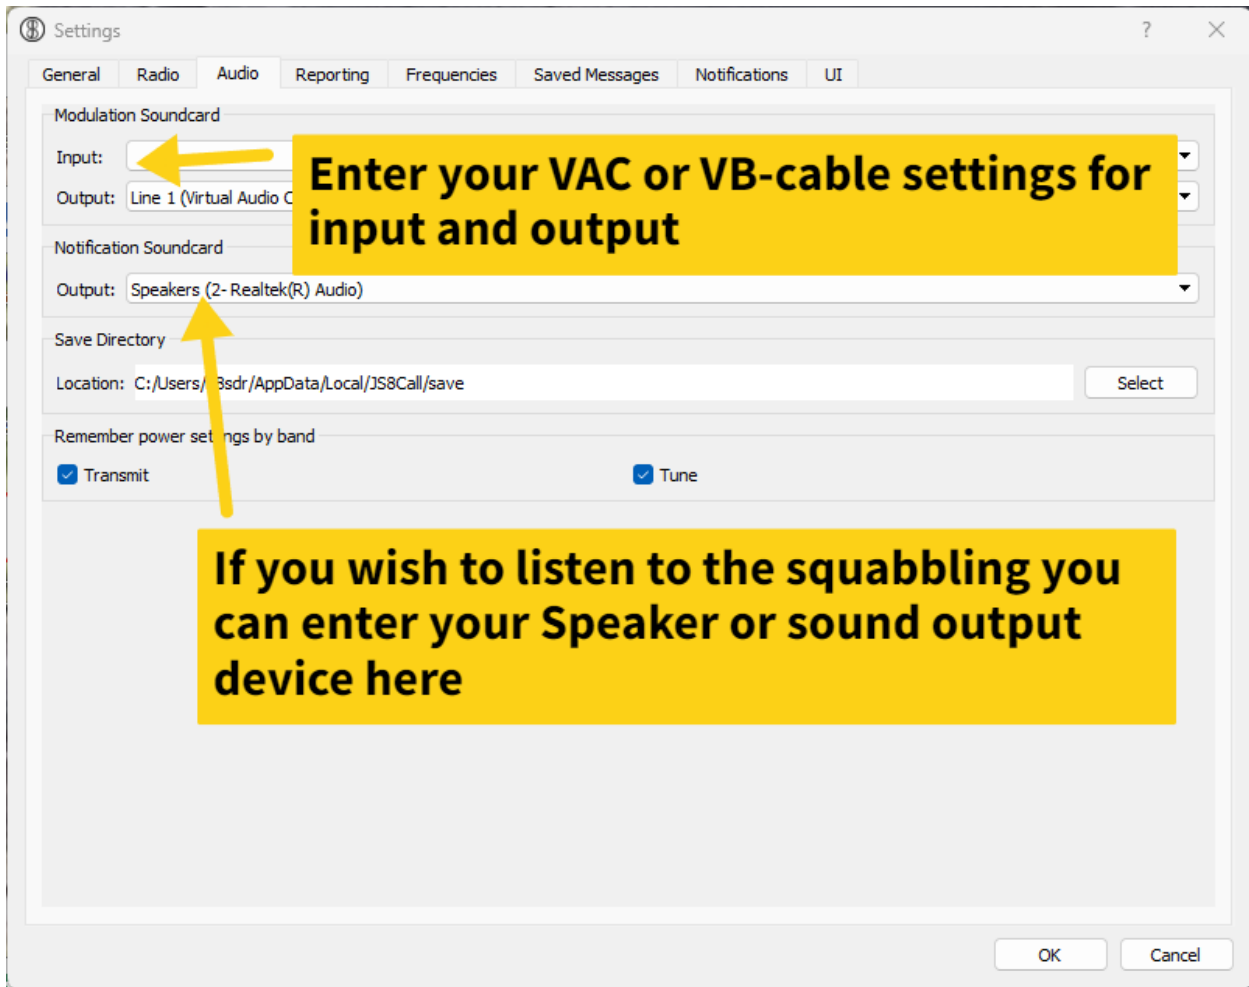 Settings
?
General Radio Audio Reporting Frequencies Saved Messages Notifications UI
Modulation Soundcard
Input:
Enter your VAC or VB-cable settings for
input and output
Output: Line 1 (Virtual Audio
Notification Soundcard
Output: Speakers (2- Realtek(R) Audio)
Save Directory
Location: C:/Users/ Bsdr/AppData/Local/JS8Call/save
Select
Remember power settings by band
Transmit Tune
If you wish to listen to the squabbling you
can enter your Speaker or sound output
device here
OK Cancel